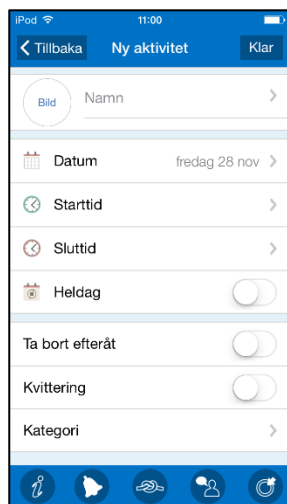 iPod 11:00
Tillbaka Ny aktivitet Klar
Bild Namn
Datum fredag 28 nov
Starttid
Sluttid
Heldag
Ta bort efteråt
Kvittering
Kategori
i